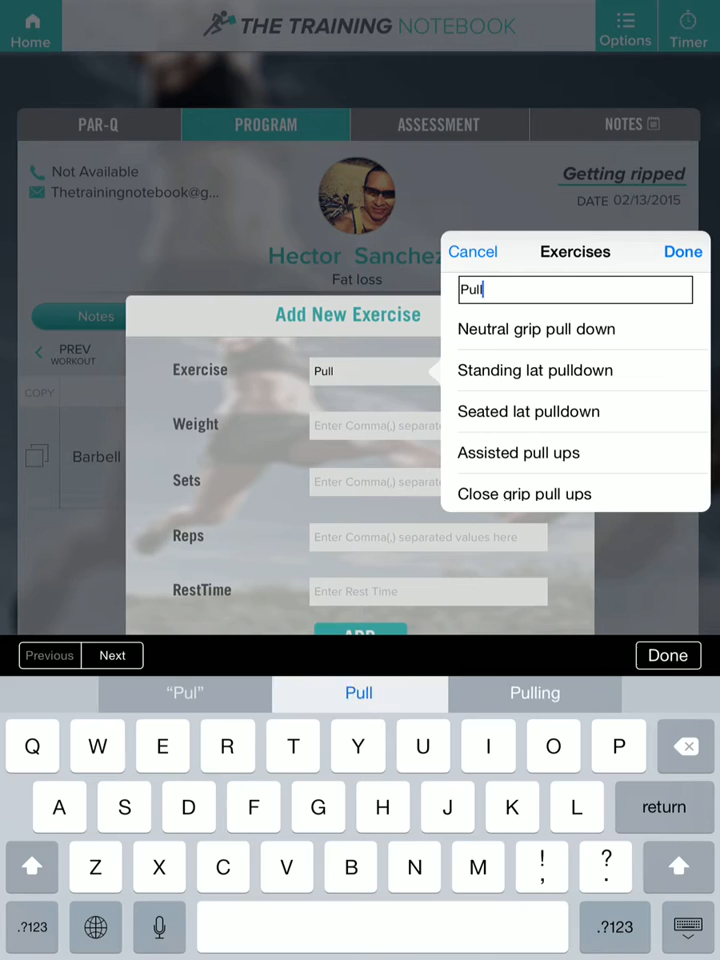 Home
THE TRAINING NOTEBOOK
Options
Timer
PAR-Q
PROGRAM
ASSESSMENT
NOTES
Not Available
Thetrainingnotebook@g...
Getting ripped
DATE 02/13/2015
Hector Sanchez
Fat loss
Notes
PREV
WORKOUT
COPY
Barbell
Add New Exercise
Exercise
Pull
Weight
Enter Comma(,) separat
Sets
Enter Comma(,) separat
Reps
Enter Comma(,) separated values here
RestTime
Enter Rest Time
ADD
Cancel
Exercises
Done
Pull
Neutral grip pull down
Standing lat pulldown
Seated lat pulldown
Assisted pull ups
Close grip pull ups
Previous
Next
Done
“Pul”
Pull
Pulling
Q W E R T Y U I O P
A S D F G H J K L return
Z X C V B N M ! , ? .
.?123
.?123